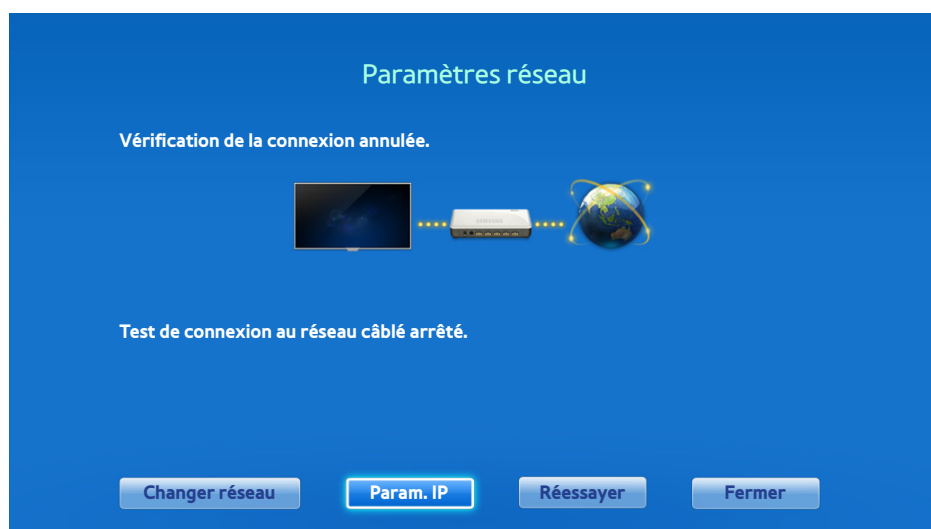 Paramètres réseau
Vérification de la connexion annulée.
SAMSUNG
Test de connexion au réseau câblé arrêté.
Changer réseau
Param. IP
Réessayer
Fermer